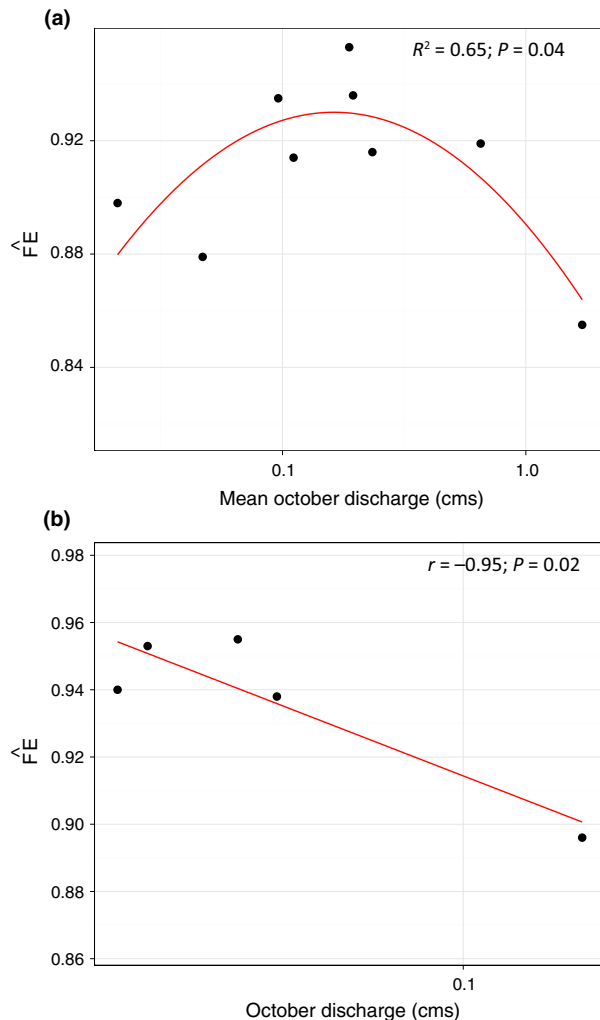 (a)
R² = 0.65; P = 0.04
0.92
0.88
0.84
^
FE
0.1
1.0
Mean october discharge (cms)
(b)
r = –0.95; P = 0.02
0.98
0.96
0.94
0.92
0.90
0.88
0.86
^
FE
0.1
October discharge (cms)